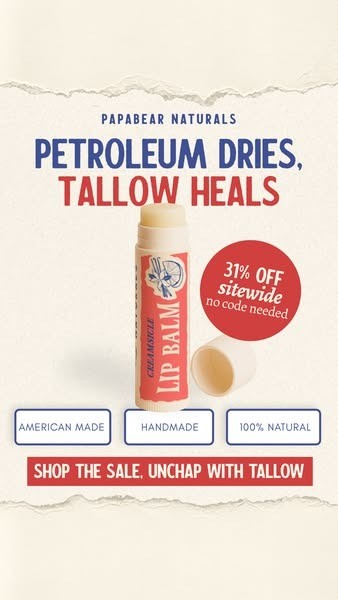 PAPABEAR NATURALS
PETROLEUM DRIES,
TALLOW HEALS
31% OFF
sitewide
no code needed
CREAMSICLE
LIP BALM
AMERICAN MADE
HANDMADE
100% NATURAL
SHOP THE SALE, UNCHAP WITH TALLOW